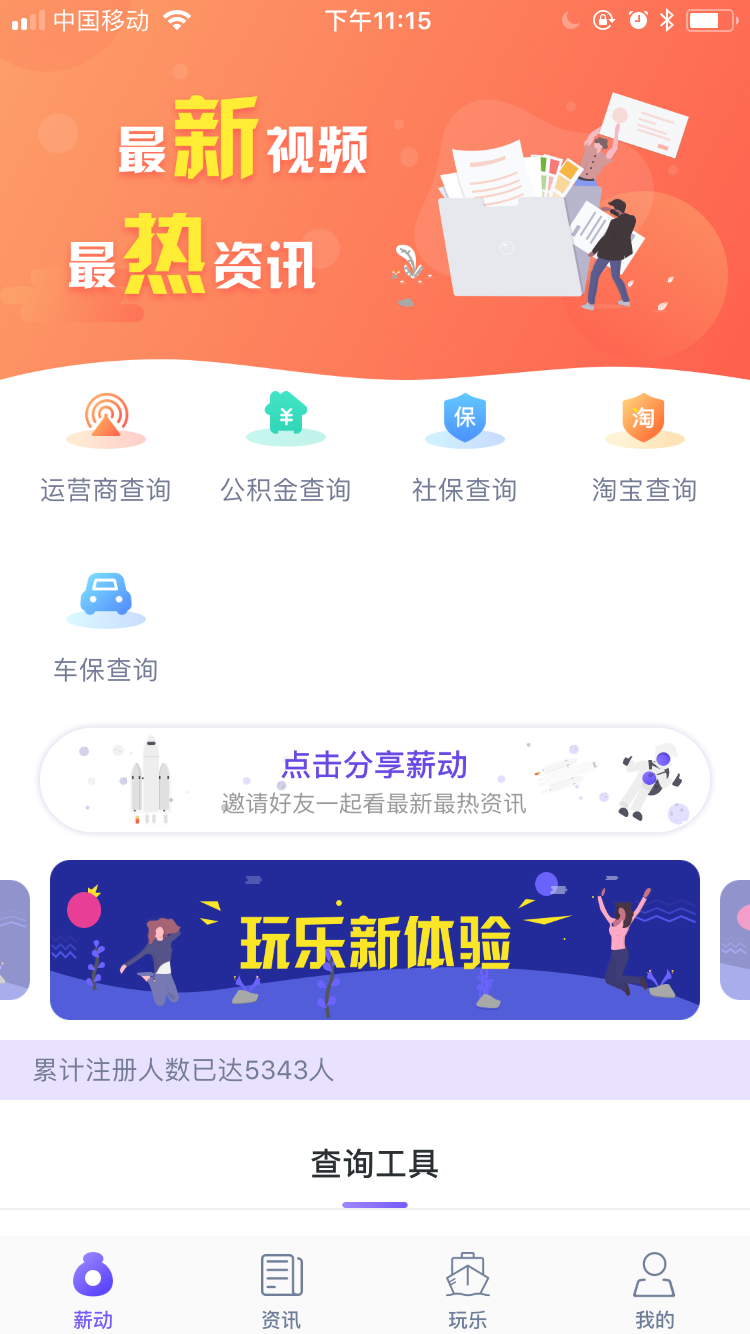 中国移动 下午11:15
最新视频
最热资讯
保 淘
运营商查询 公积金查询 社保查询 淘宝查询
车保查询
点击分享薪动
邀请好友一起看最新最热资讯
玩乐新体验
累计注册人数已达5343人
查询工具
薪动 资讯 玩乐 我的